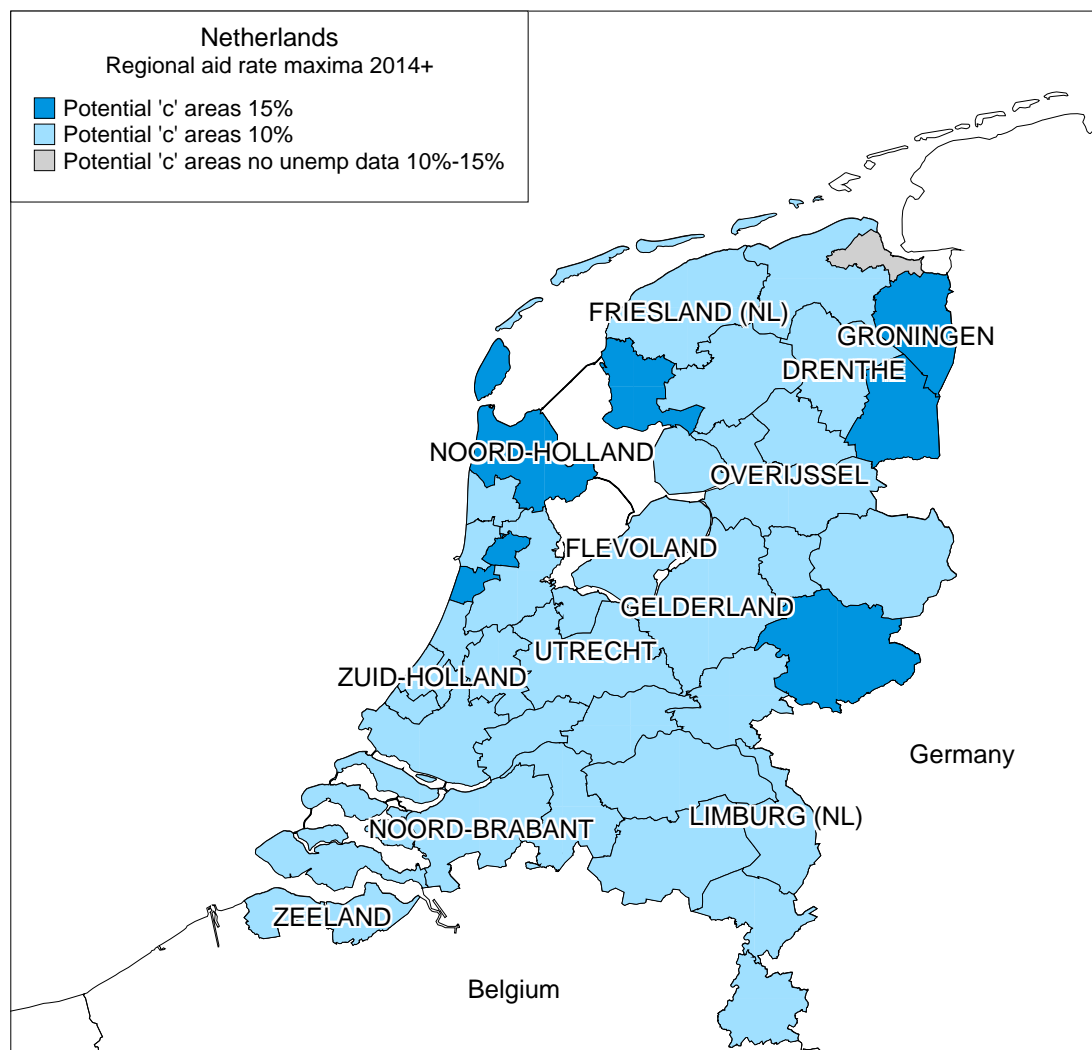 Netherlands
Regional aid rate maxima 2014+
Potential 'c' areas 15%
Potential 'c' areas 10%
Potential 'c' areas no unemp data 10%-15%
FRIESLAND (NL)
GRONINGEN
DRENTHE
NOORD-HOLLAND
OVERIJSSEL
FLEVOLAND
GELDERLAND
UTRECHT
ZUID-HOLLAND
Germany
LIMBURG (NL)
NOORD-BRABANT
ZEELAND
Belgium